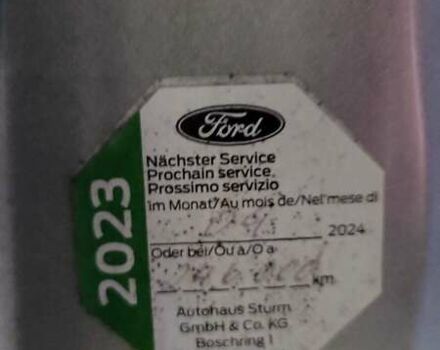 2023
Ford
Nächster Service
Prochain service
Prossimo servizio
im Monat/Au mois de/Nel'mese di
2024
Oder bei/Ou à/O a
km
Autohaus Sturm
GmbH & Co. KG
Boschring 1